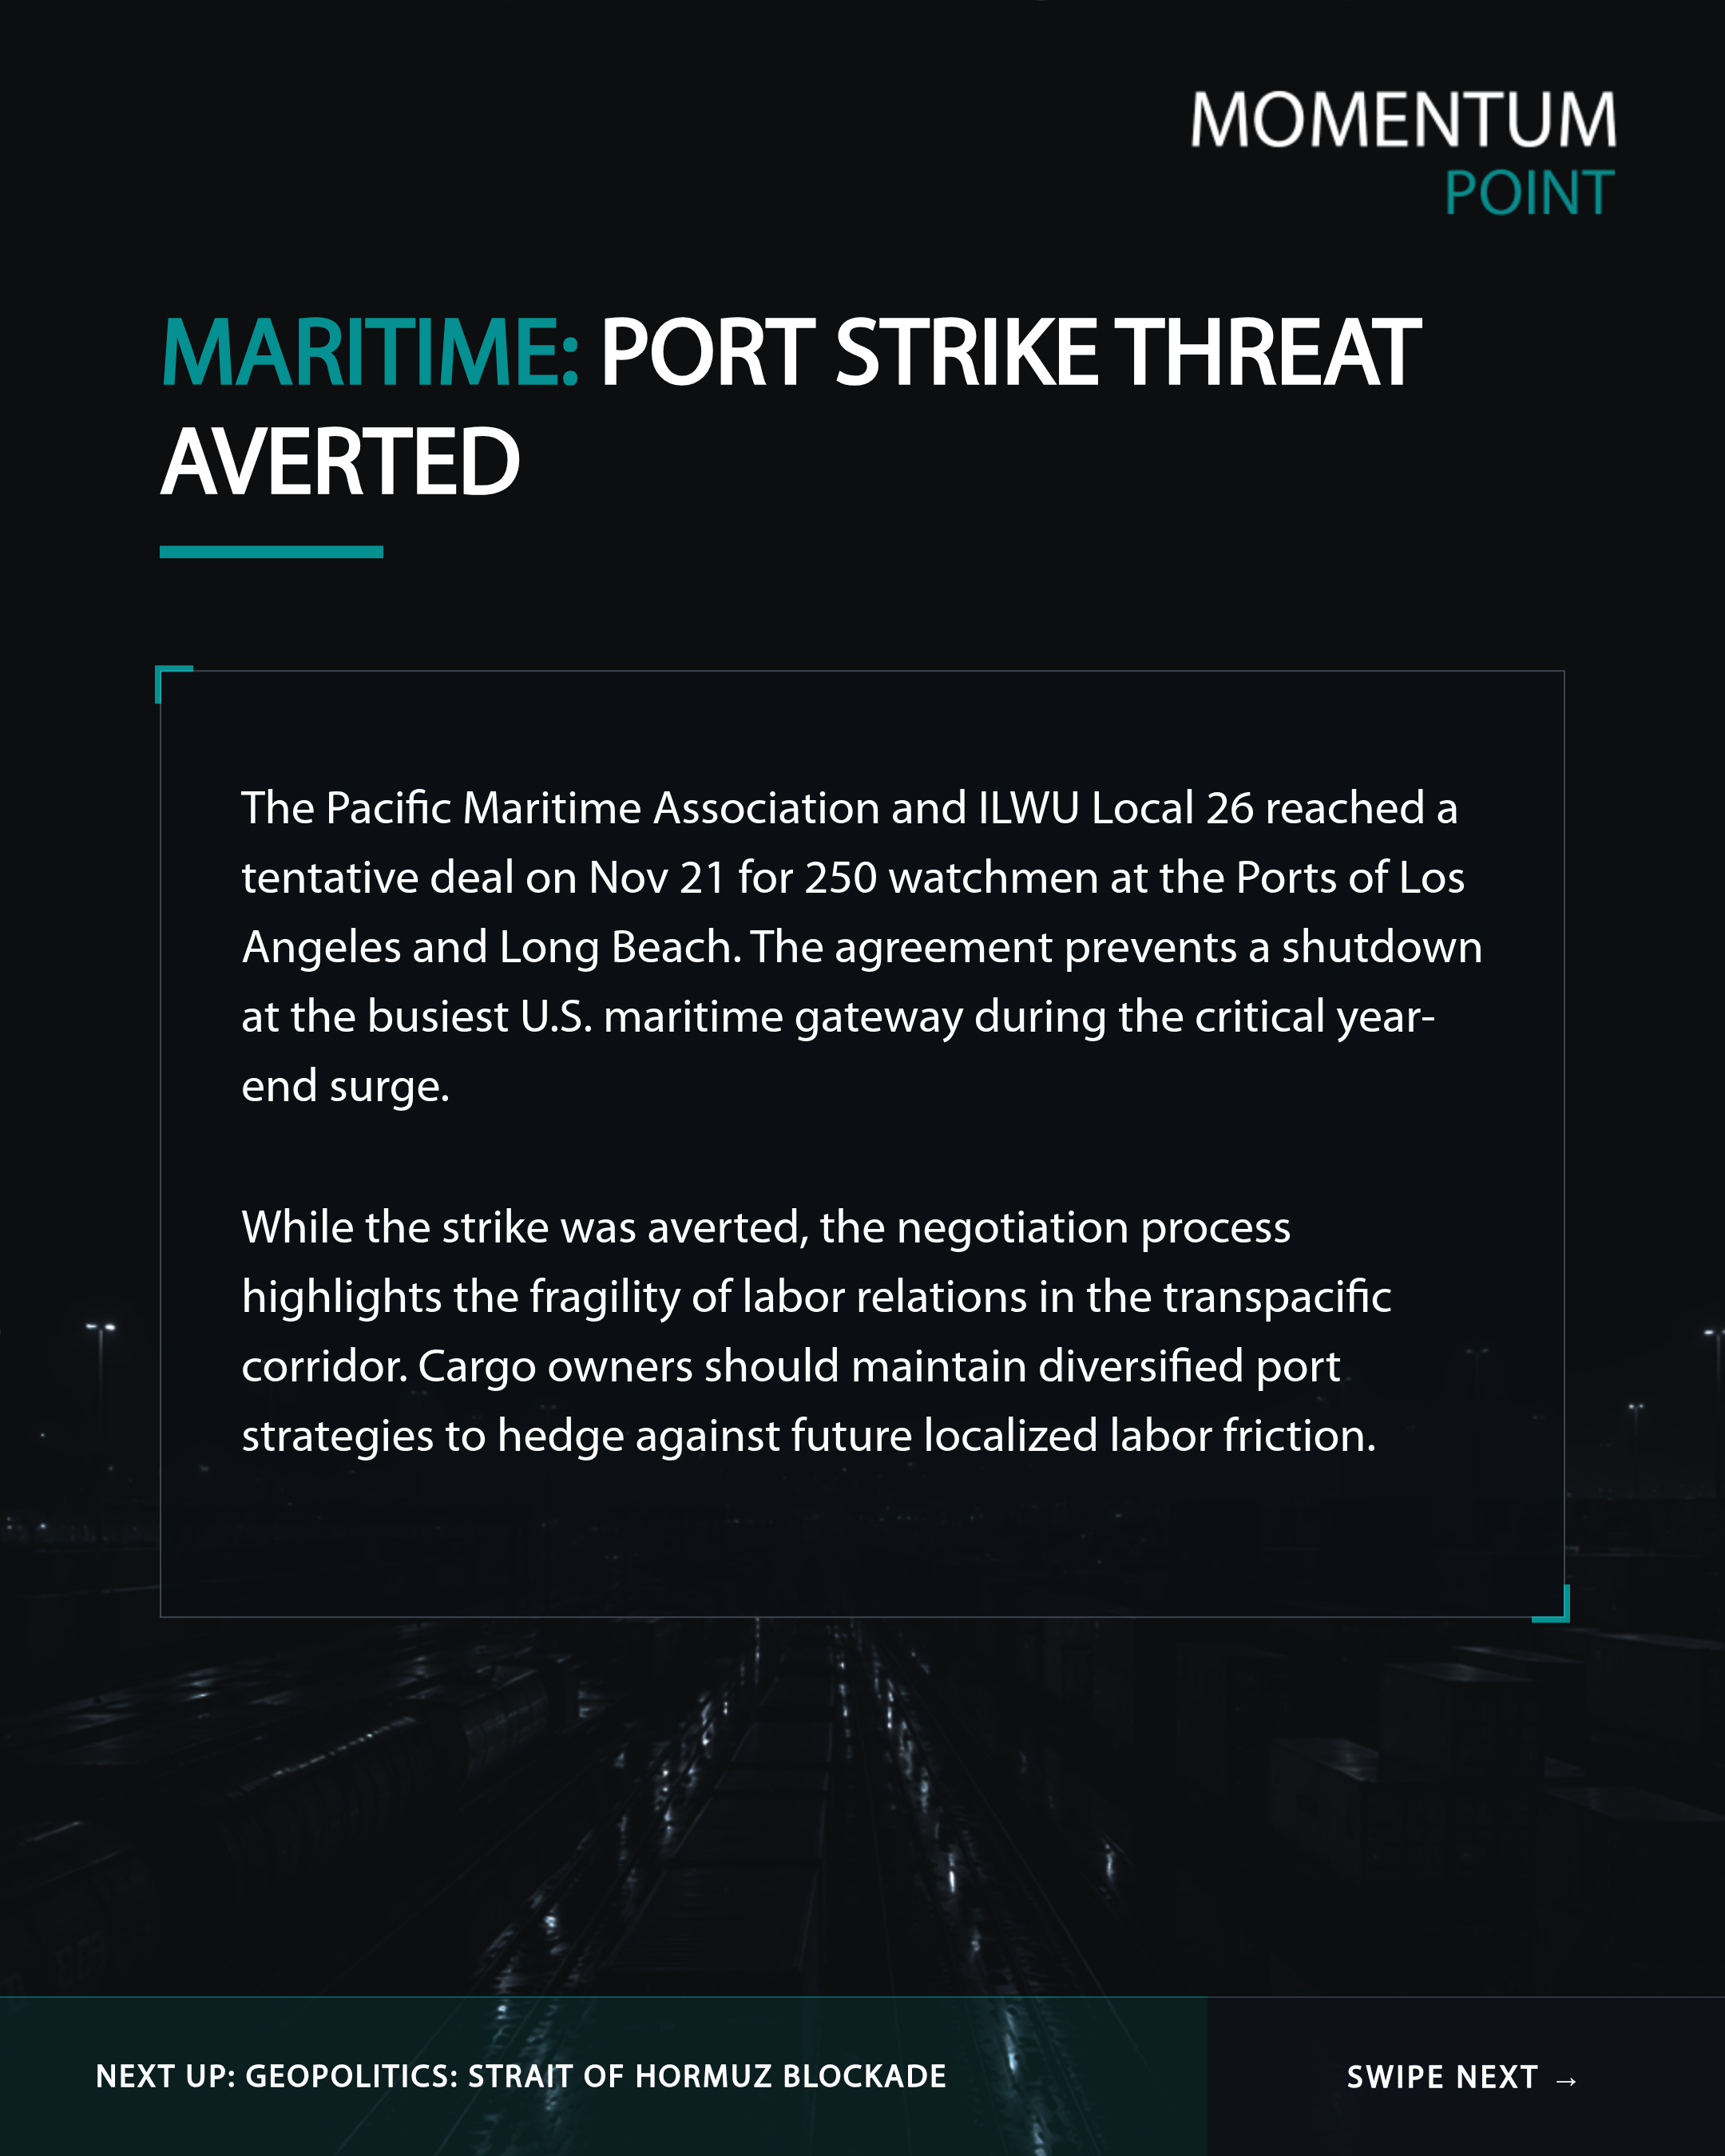 MOMENTUM
POINT
MARITIME: PORT STRIKE THREAT
AVERTED
The Pacific Maritime Association and ILWU Local 26 reached a
tentative deal on Nov 21 for 250 watchmen at the Ports of Los
Angeles and Long Beach. The agreement prevents a shutdown
at the busiest U.S. maritime gateway during the critical year-
end surge.
While the strike was averted, the negotiation process
highlights the fragility of labor relations in the transpacific
corridor. Cargo owners should maintain diversified port
strategies to hedge against future localized labor friction.
NEXT UP: GEOPOLITICS: STRAIT OF HORMUZ BLOCKADE
SWIPE NEXT →